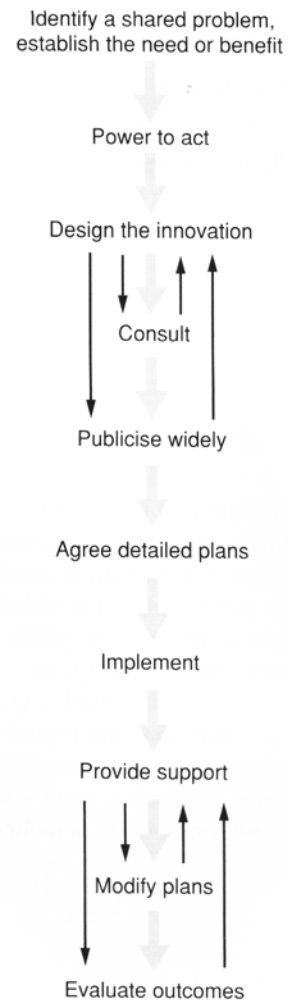 Identify a shared problem,
establish the need or benefit
Power to act
Design the innovation
Consult
Publicise widely
Agree detailed plans
Implement
Provide support
Modify plans
Evaluate outcomes